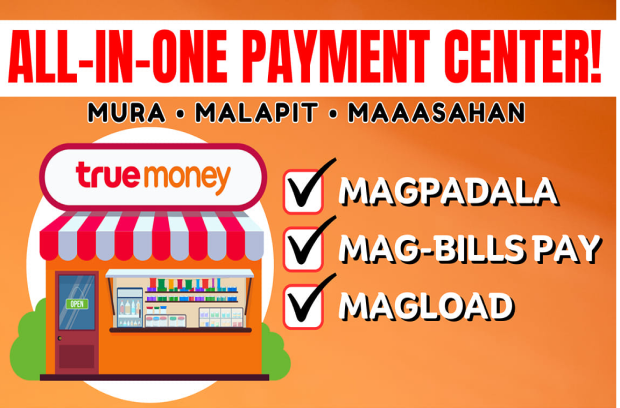 ALL-IN-ONE PAYMENT CENTER!
MURA • MALAPIT • MAAASAHAN
truemoney
MAGPADALA
MAG-BILLS PAY
MAGLOAD
OPEN